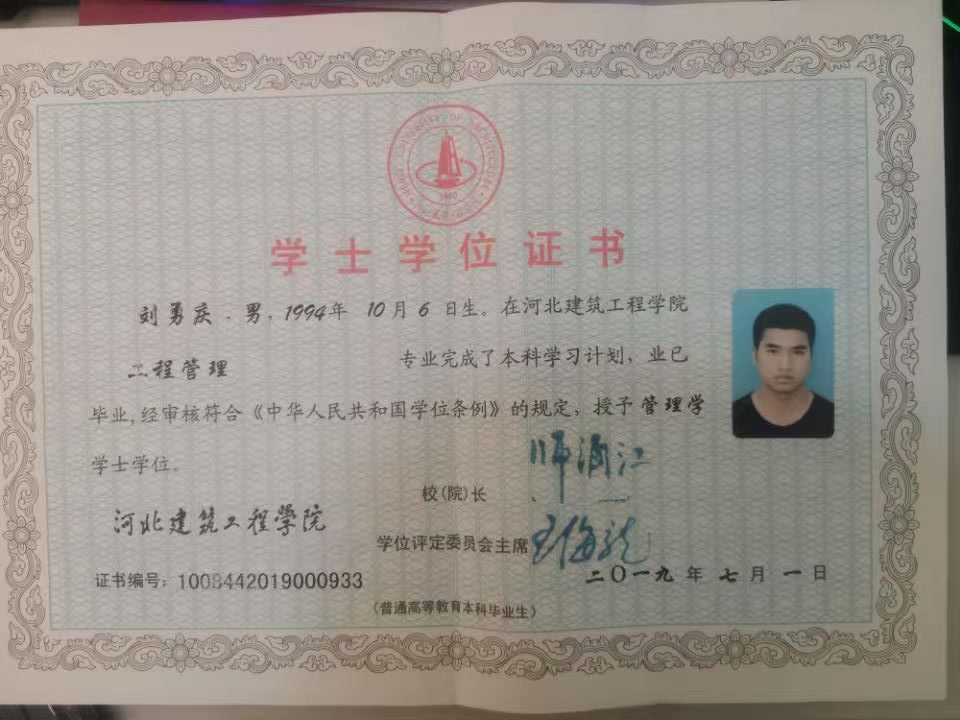 学士学位证书
刘勇庆,男,1994年 10月 6 日生。在河北建筑工程学院
工程管理 专业完成了本科学习计划，业已
毕业,经审核符合《中华人民共和国学位条例》的规定，授予 管理学
学士学位。
校(院)长
河北建筑工程学院
学位评定委员会主席
证书编号：1008442019000933
二〇一九 年 七 月 一 日
（普通高等教育本科毕业生）